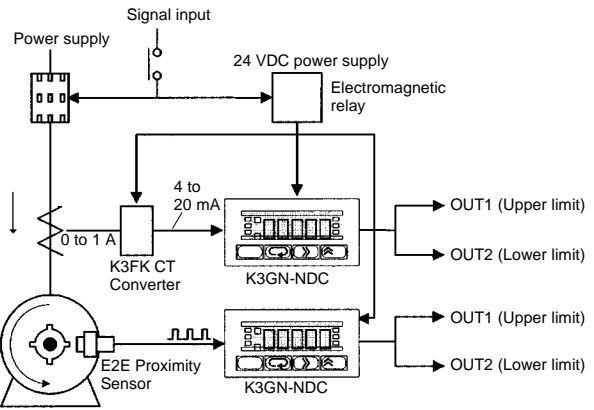 Signal input
Power supply
24 VDC power supply
Electromagnetic
relay
4 to
20 mA
OUT1 (Upper limit)
0 to 1 A
OUT2 (Lower limit)
K3FK CT
Converter
K3GN-NDC
OUT1 (Upper limit)
E2E Proximity
Sensor
OUT2 (Lower limit)
K3GN-NDC